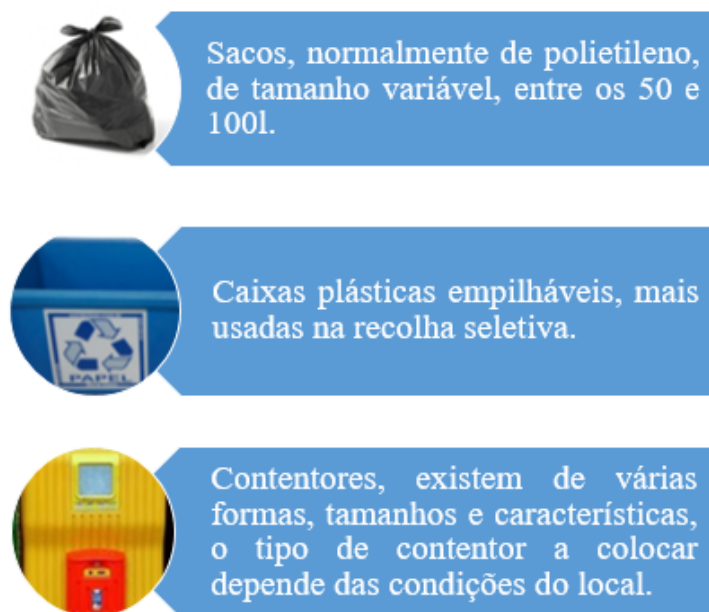 Sacos, normalmente de polietileno,
de tamanho variável, entre os 50 e
100l.
Caixas plásticas empilháveis, mais
usadas na recolha seletiva.
PAPEL
Contentores, existem de várias
formas, tamanhos e características,
o tipo de contentor a colocar
depende das condições do local.